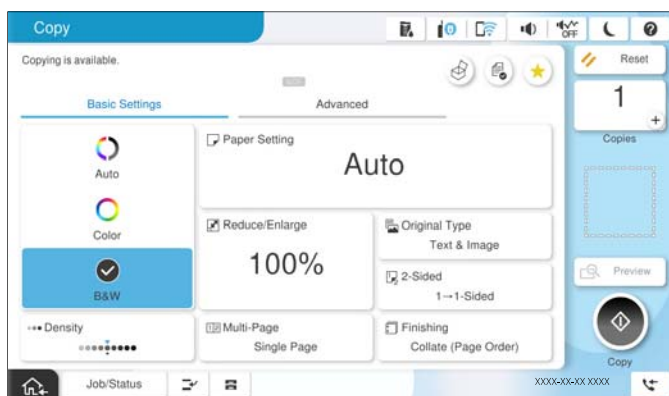 Copy
OFF
Copying is available.
Reset
Basic Settings
Advanced
1
Copies
Auto
Color
B&W
Density
Paper Setting
Auto
Reduce/Enlarge
100%
Original Type
Text & Image
2-Sided
1→1-Sided
Multi-Page
Single Page
Finishing
Collate (Page Order)
Preview
Copy
Job/Status
XXXX-XX-XX XXXX